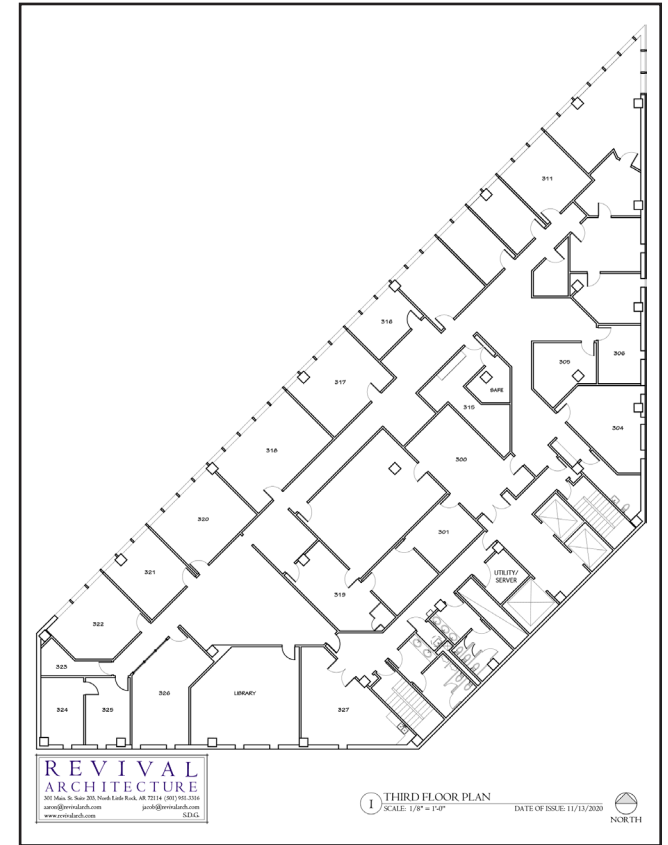 311
316
317
306
305
SAFE
315
304
318
300
320
301
321
UTILITY/
SERVER
319
322
323
324
325
326
LIBRARY
327
REVIVAL
ARCHITECTURE
301 Main St. Suite 203, North Little Rock, AR 72114 (501) 951-3316
aaron@revivalarch.com jacob@revivalarch.com
www.revivalarch.com S.D.G.
1 THIRD FLOOR PLAN
SCALE: 1/8" = 1'-0" DATE OF ISSUE: 11/13/2020
NORTH